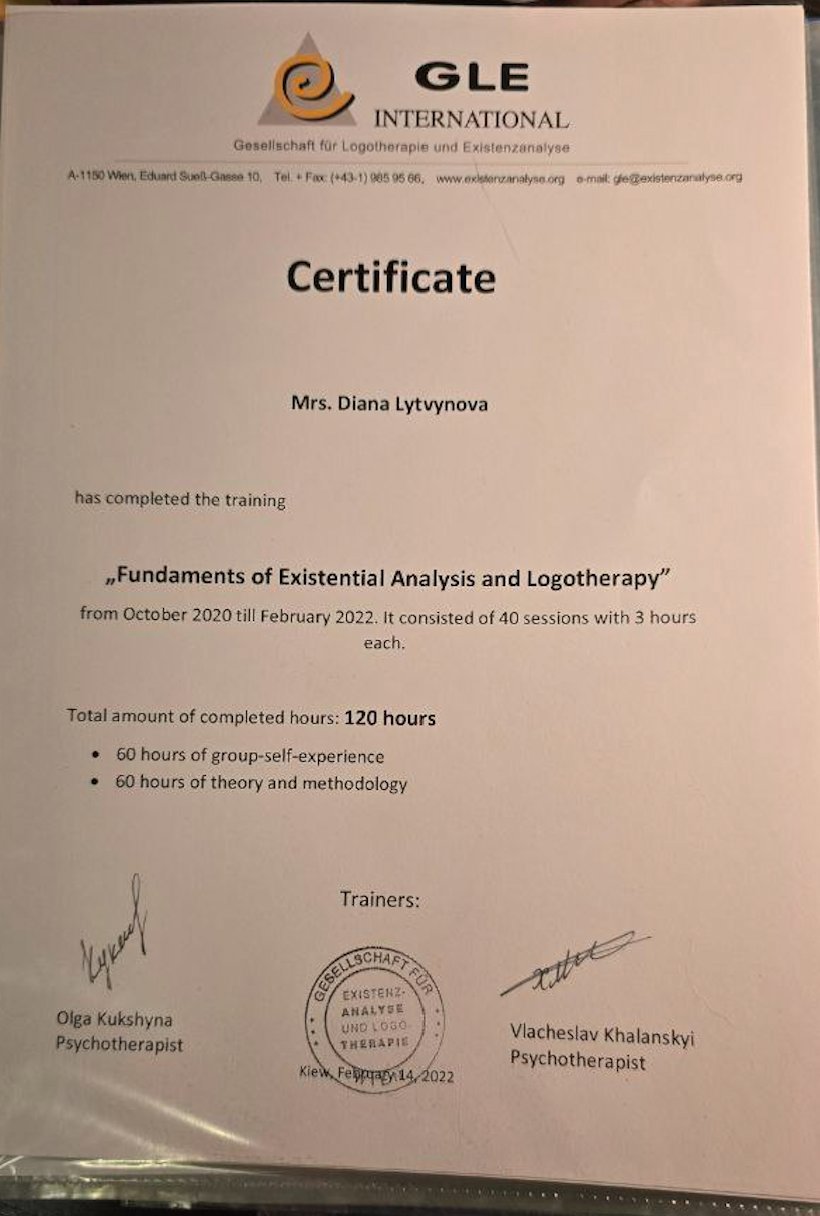 GLE
INTERNATIONAL
Gesellschaft für Logotherapie und Existenzanalyse
A-1150 Wien, Eduard Sueß-Gasse 10, Tel. + Fax: (+43-1) 985 95 66, www.existenzanalyse.org e-mail: gle@existenzanalyse.org
Certificate
Mrs. Diana Lytvynova
has completed the training
„Fundaments of Existential Analysis and Logotherapy”
from October 2020 till February 2022. It consisted of 40 sessions with 3 hours
each.
Total amount of completed hours: 120 hours
• 60 hours of group-self-experience
• 60 hours of theory and methodology
Trainers:
GESELLSCHAFT FÜR
EXISTENZ-
ANALYSE
UND LOGO-
THERAPIE
Olga Kukshyna
Psychotherapist
Vlacheslav Khalanskyi
Psychotherapist
Kiew, February 14, 2022